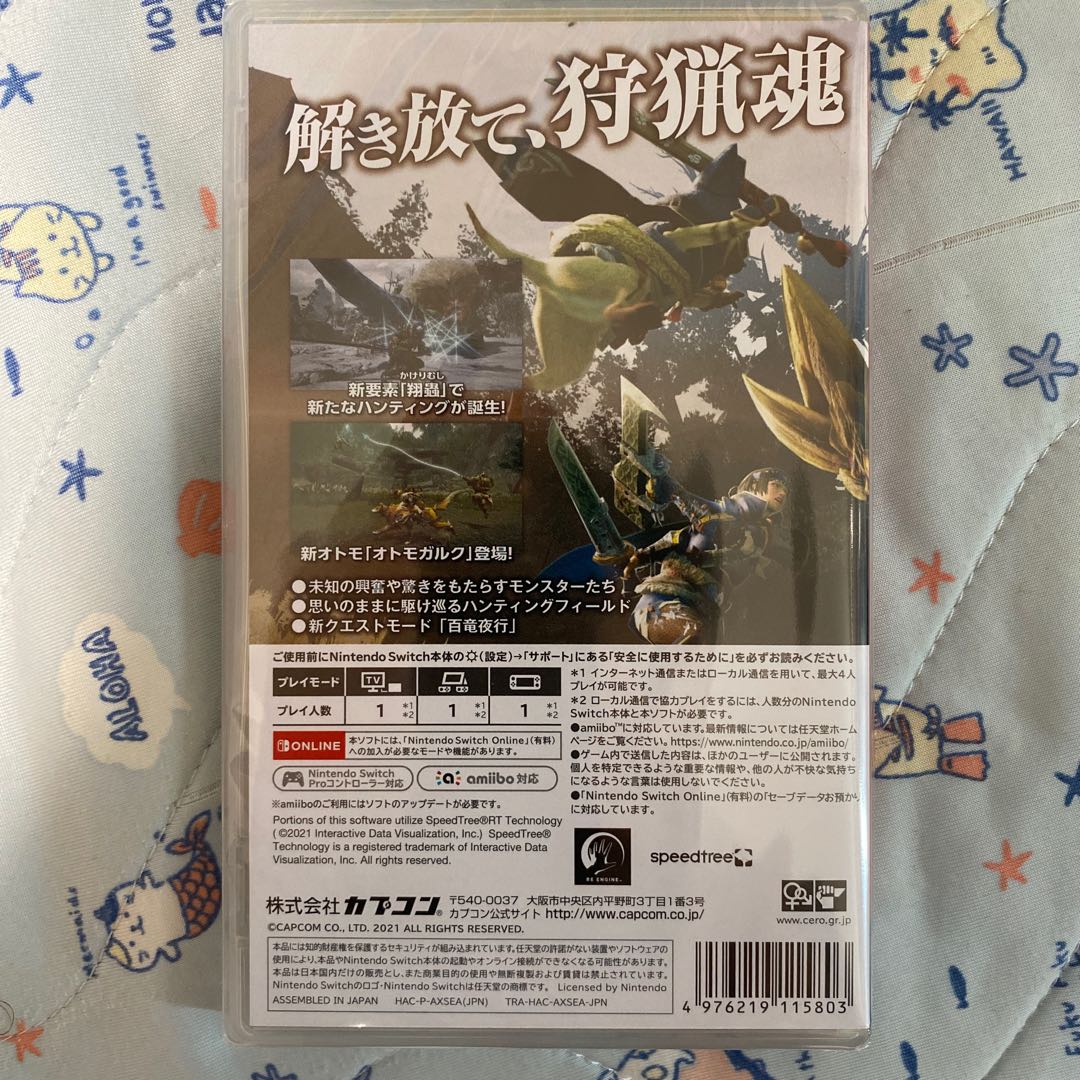 解き放て、狩猟魂
かけりむし
新要素「翔蟲」で
新たなハンティングが誕生!
新オトモ「オトモガルク」登場!
●未知の興奮や驚きをもたらすモンスターたち
●思いのままに駆け巡るハンティングフィールド
●新クエストモード「百竜夜行」
ご使用前にNintendo Switch本体の(設定)→「サポート」にある「安全に使用するために」を必ずお読みください。
プレイモード TV
プレイ人数 1 *1 *2 1 *1 *2 1 *1 *2
ONLINE 本ソフトには、「Nintendo Switch Online」(有料)
への加入が必要なモードや機能があります。
Nintendo Switch
Proコントローラー対応
amiibo 対応
※amiiboのご利用にはソフトのアップデートが必要です。
Portions of this software utilize SpeedTree®RT Technology
(©2021 Interactive Data Visualization, Inc.) SpeedTree®
Technology is a registered trademark of Interactive Data
Visualization, Inc. All rights reserved.
*1 インターネット通信またはローカル通信を用いて、最大4人
プレイが可能です。
*2 ローカル通信で協力プレイをするには、人数分のNintendo
Switch本体と本ソフトが必要です。
●amiibo™に対応しています。最新情報については任天堂ホーム
ページをご覧ください。https://www.nintendo.co.jp/amiibo/
●ゲーム内で送信した内容は、ほかのユーザーに公開されます。
個人を特定できるような重要な情報や、他の人が不快な気持ち
になるような言葉は使用しないでください。
●「Nintendo Switch Online」(有料)の「セーブデータお預かり」
に対応しています。
RE ENGINE
speedtree
株式会社カプコン®
〒540-0037 大阪市中央区内平野町3丁目1番3号
カプコン公式サイト http://www.capcom.co.jp/
©CAPCOM CO., LTD. 2021 ALL RIGHTS RESERVED.
www.cero.gr.jp
本品には知的財産権を保護するセキュリティが組み込まれています。任天堂の許諾がない装置やソフトウェアの
使用により、本品やNintendo Switch本体の起動やオンライン接続ができなくなる可能性があります。
本品は日本国内だけの販売とし、また商業目的の使用や無断複製および賃貸は禁止されています。
Nintendo Switchのロゴ・Nintendo Switchは任天堂の商標です。 Licensed by Nintendo
ASSEMBLED IN JAPAN HAC-P-AXSEA(JPN) TRA-HAC-AXSEA-JPN
4 976219 115803
I'm a good
swimmer
ALOHA
mermaid?
HAWAII